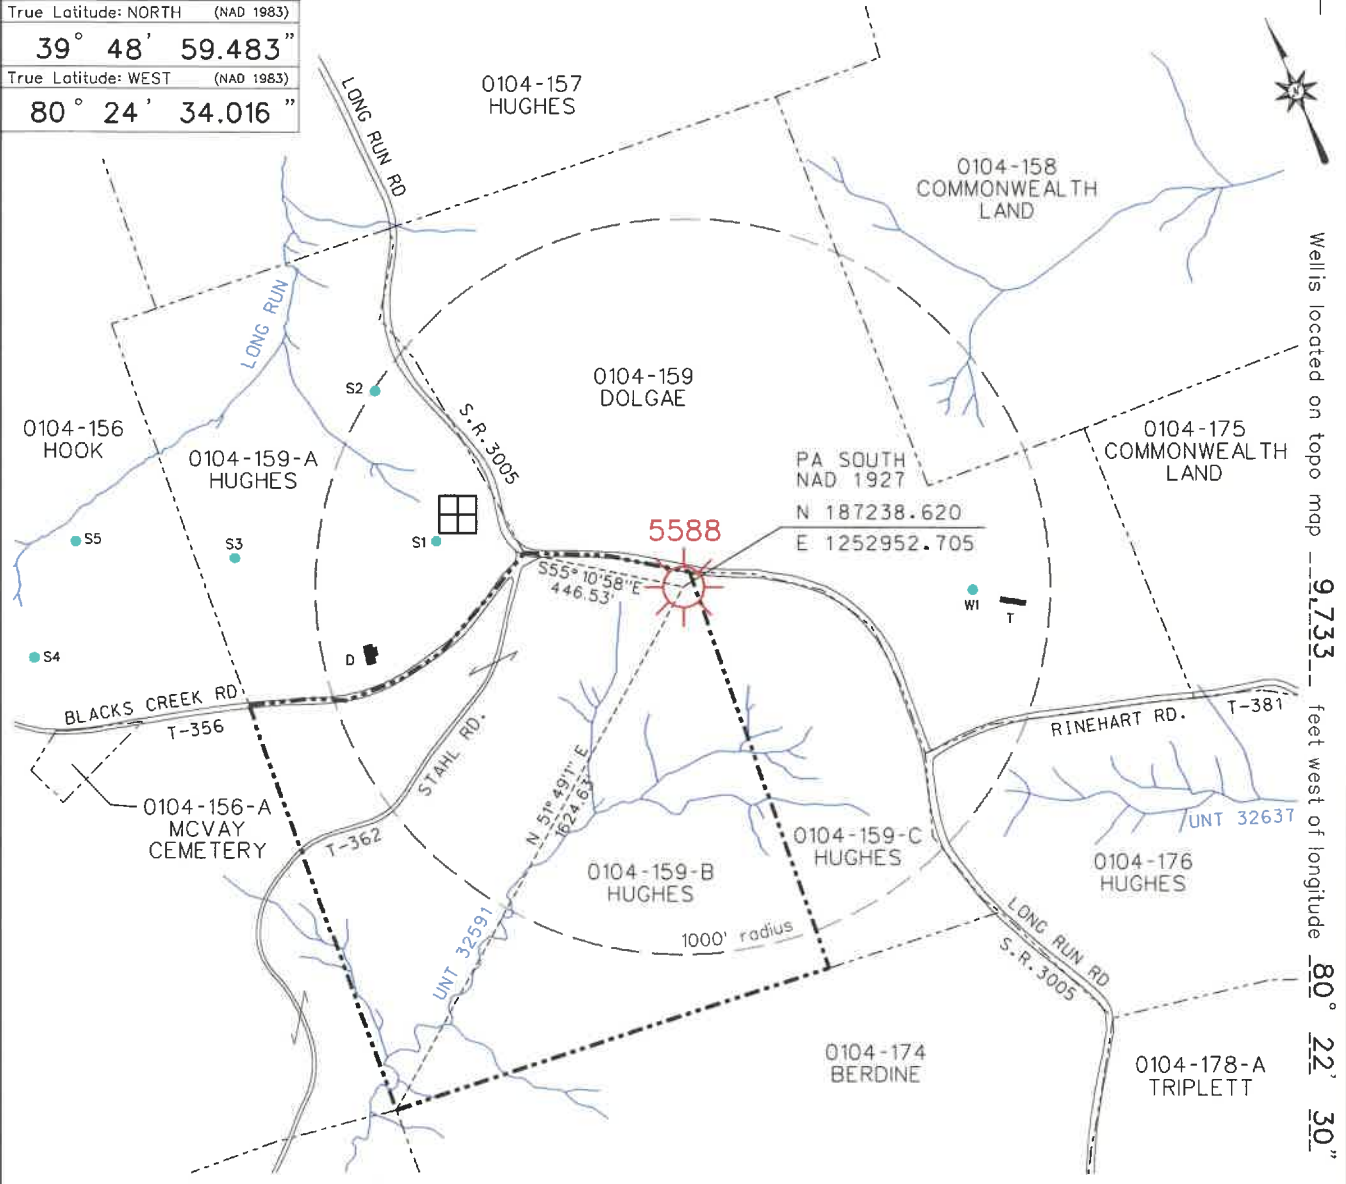 True Latitude: NORTH (NAD 1983)
39° 48' 59.483"
True Latitude: WEST (NAD 1983)
80° 24' 34.016"
LONG RUN RD
0104-157
HUGHES
0104-158
COMMONWEALTH
LAND
N
LONG RUN
S2
0104-159
DOLGAE
S.R.3005
0104-156
HOOK
0104-159-A
HUGHES
0104-175
COMMONWEALTH
LAND
PA SOUTH
NAD 1927
N 187238.620
E 1252952.705
5588
S5
S3
S1
S4
S55° 10'58"E
446.53'
W1
T
D
BLACKS CREEK RD
T-356
STAHL RD.
T-362
RINEHART RD.
T-381
N 51° 49'1" E
1624.63'
0104-156-A
MCVAY
CEMETERY
0104-159-C
HUGHES
0104-159-B
HUGHES
UNT 32637
0104-176
HUGHES
UNT 32591
1000' radius
LONG RUN RD
S.R.3005
0104-174
BERDINE
0104-178-A
TRIPLETT
Well is located on topo map 9,733 feet west of longitude 80° 22' 30"